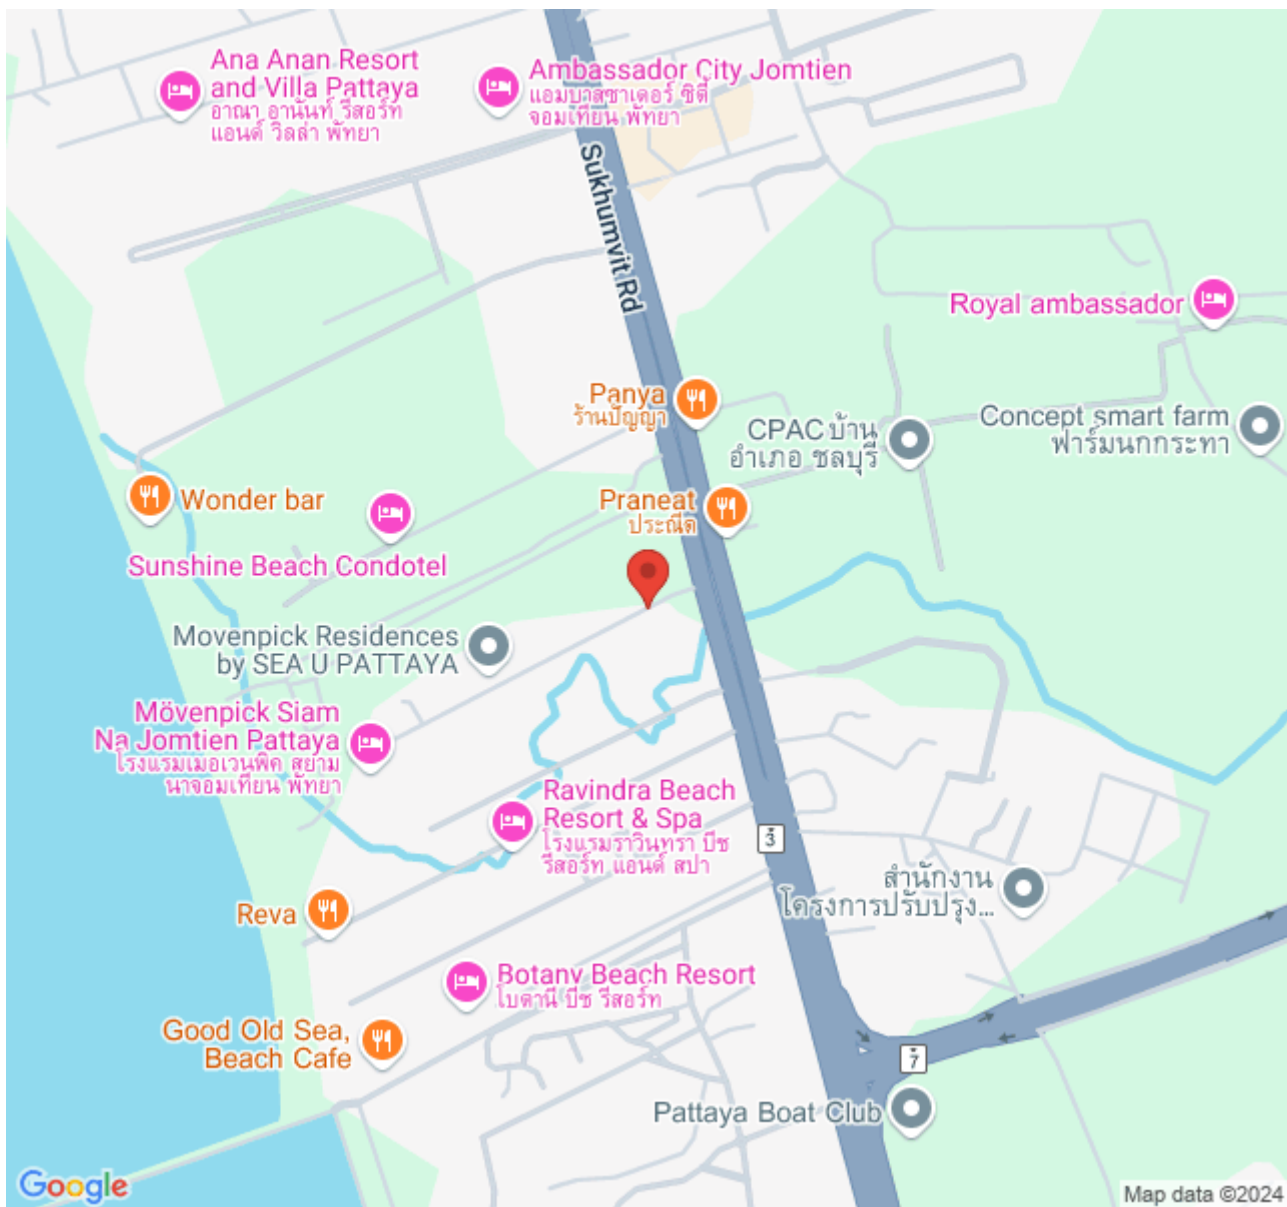 Ana Anan Resort
and Villa Pattaya
อาณา อานันท์ รีสอร์ท
แอนด์ วิลล่า พัทยา
Ambassador City Jomtien
แอมบาสซาเดอร์ ซิตี้
จอมเทียน พัทยา
Sukhumvit Rd
Royal ambassador
Panya
ร้านปัญญา
CPAC บ้าน
อำเภอ ชลบุรี
Concept smart farm
ฟาร์มนกกระทา
Wonder bar
Praneat
ประณีต
Sunshine Beach Condotel
Movenpick Residences
by SEA U PATTAYA
Mövenpick Siam
Na Jomtien Pattaya
โรงแรมเมอเวนพิค สยาม
นาจอมเทียน พัทยา
Ravindra Beach
Resort & Spa
โรงแรมราวินทรา บีช
รีสอร์ท แอนด์ สปา
3
สำนักงาน
โครงการปรับปรุง...
Reva
Botany Beach Resort
โบตานี บีช รีสอร์ท
Good Old Sea,
Beach Cafe
7
Pattaya Boat Club
Google
Map data ©2024